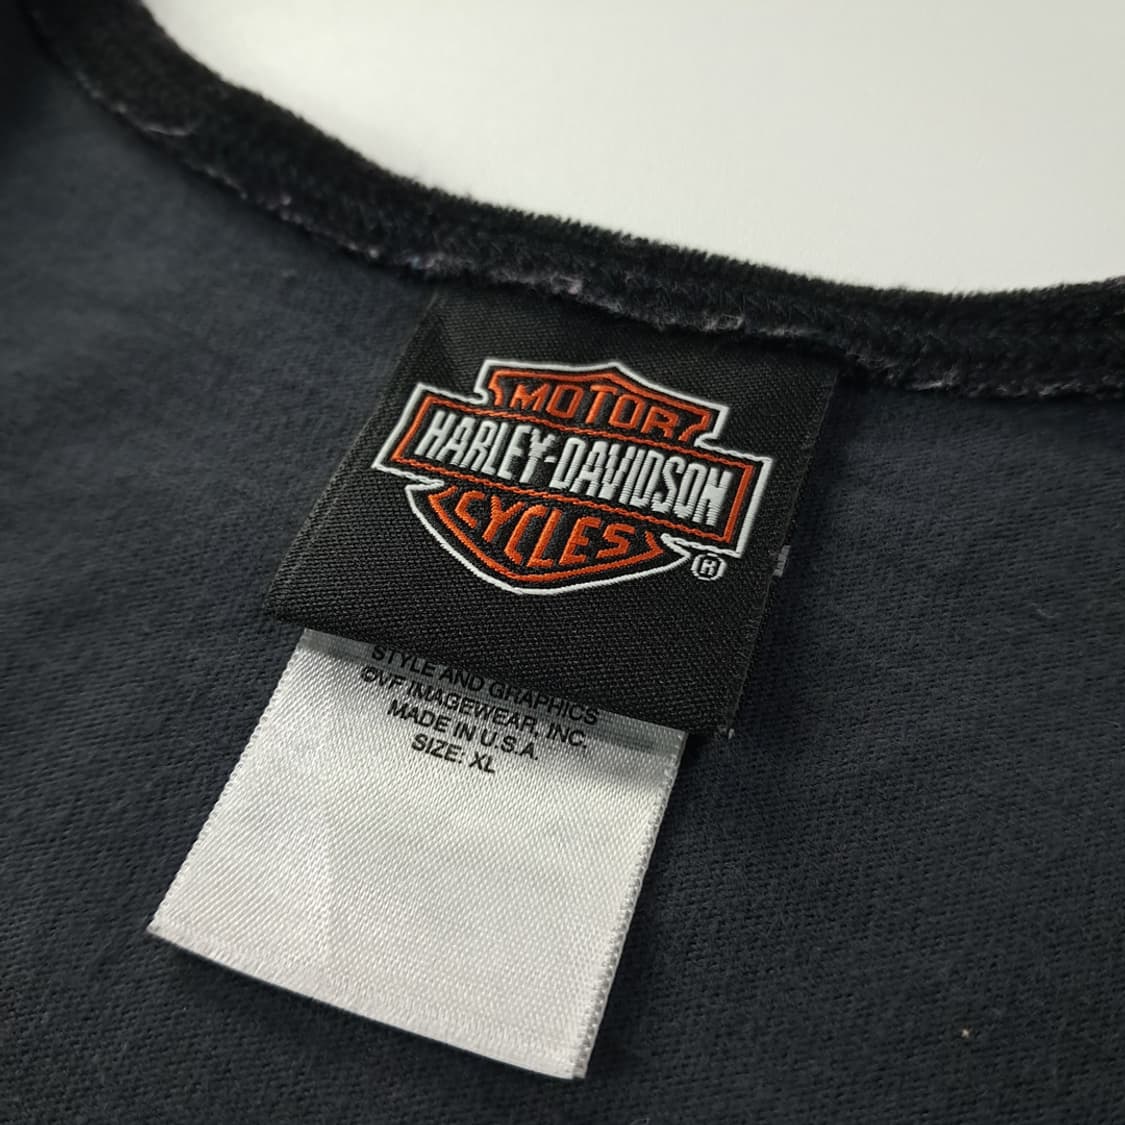 MOTOR
HARLEY-DAVIDSON
CYCLES
®
STYLE AND GRAPHICS
©VF IMAGEWEAR, INC.
MADE IN U.S.A.
SIZE: XL